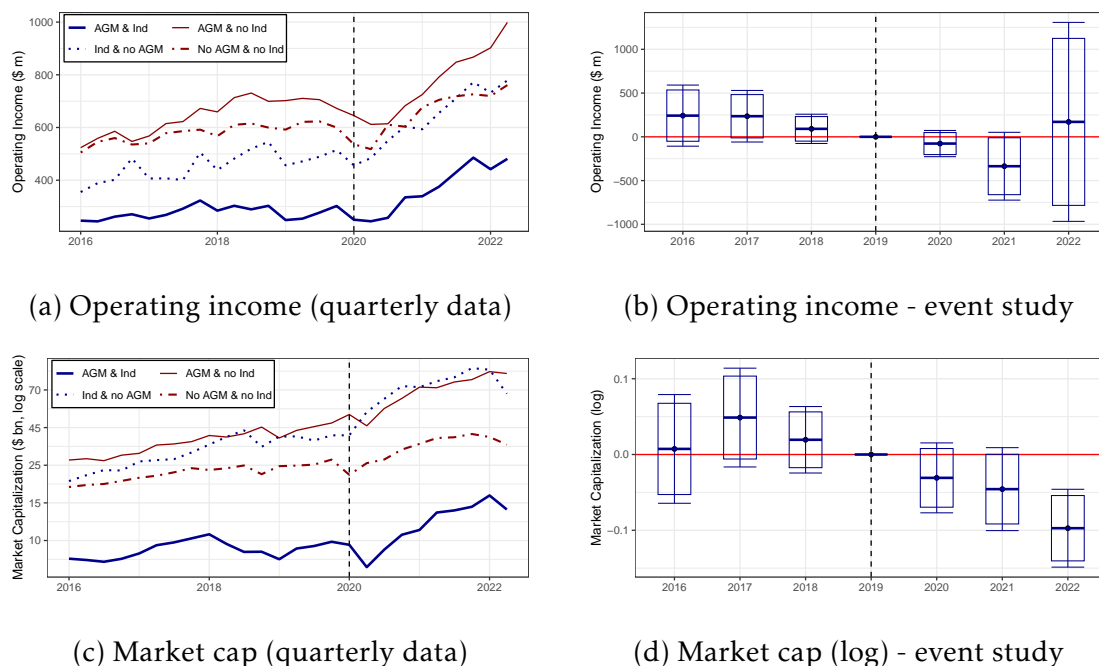 AGM & Ind
AGM & no Ind
Ind & no AGM
No AGM & no Ind
Operating Income ($ m)
1000
800
600
400
2016
2018
2020
2022
(a) Operating income (quarterly data)
Operating Income ($ m)
1000
500
0
−500
−1000
2016
2017
2018
2019
2020
2021
2022
(b) Operating income - event study
AGM & Ind
AGM & no Ind
Ind & no AGM
No AGM & no Ind
Market Capitalization ($ bn, log scale)
70
45
25
15
10
2016
2018
2020
2022
(c) Market cap (quarterly data)
Market Capitalization (log)
0.1
0.0
−0.1
2016
2017
2018
2019
2020
2021
2022
(d) Market cap (log) - event study